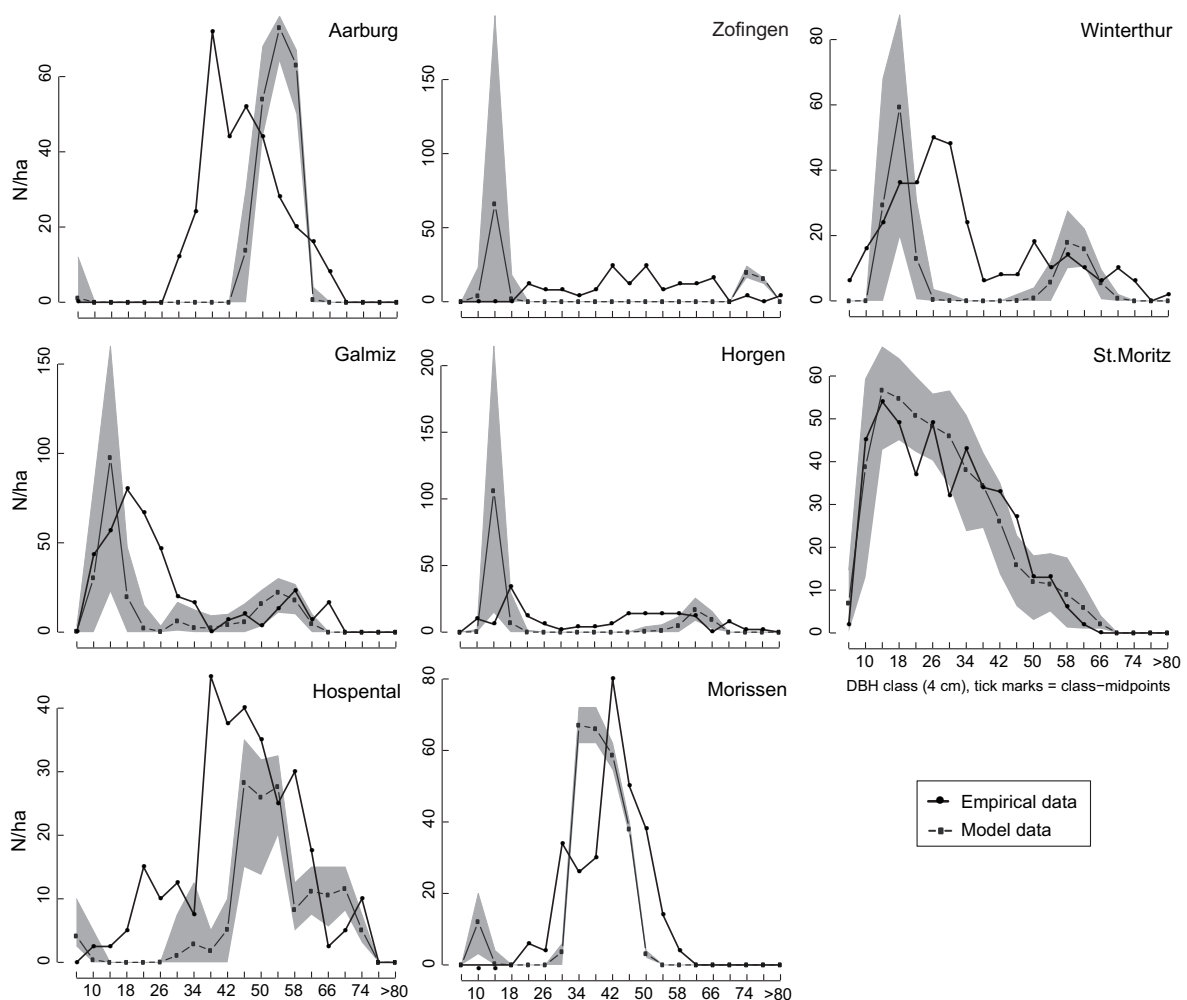 Aarburg
Zofingen
Winterthur
N/ha
0
20
40
60
0
50
100
150
0
20
40
60
80
Galmiz
Horgen
St.Moritz
N/ha
0
50
100
150
0
50
100
150
200
0
10
20
30
40
50
60
10 18 26 34 42 50 58 66 74 >80
DBH class (4 cm), tick marks = class−midpoints
Hospental
Morissen
N/ha
0
10
20
30
40
0
20
40
60
80
Empirical data
Model data
10 18 26 34 42 50 58 66 74 >80
10 18 26 34 42 50 58 66 74 >80